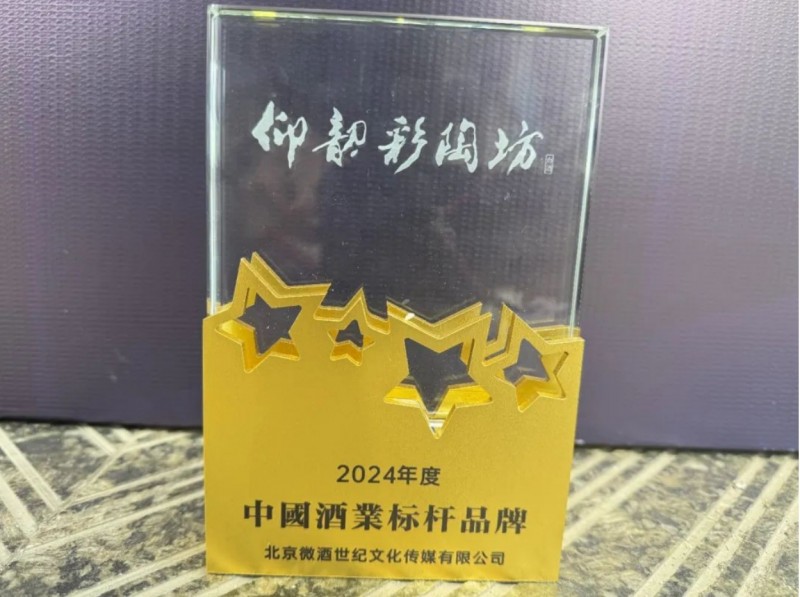 仰韶彩陶坊
2024年度
中國酒業标杆品牌
北京微酒世纪文化传媒有限公司